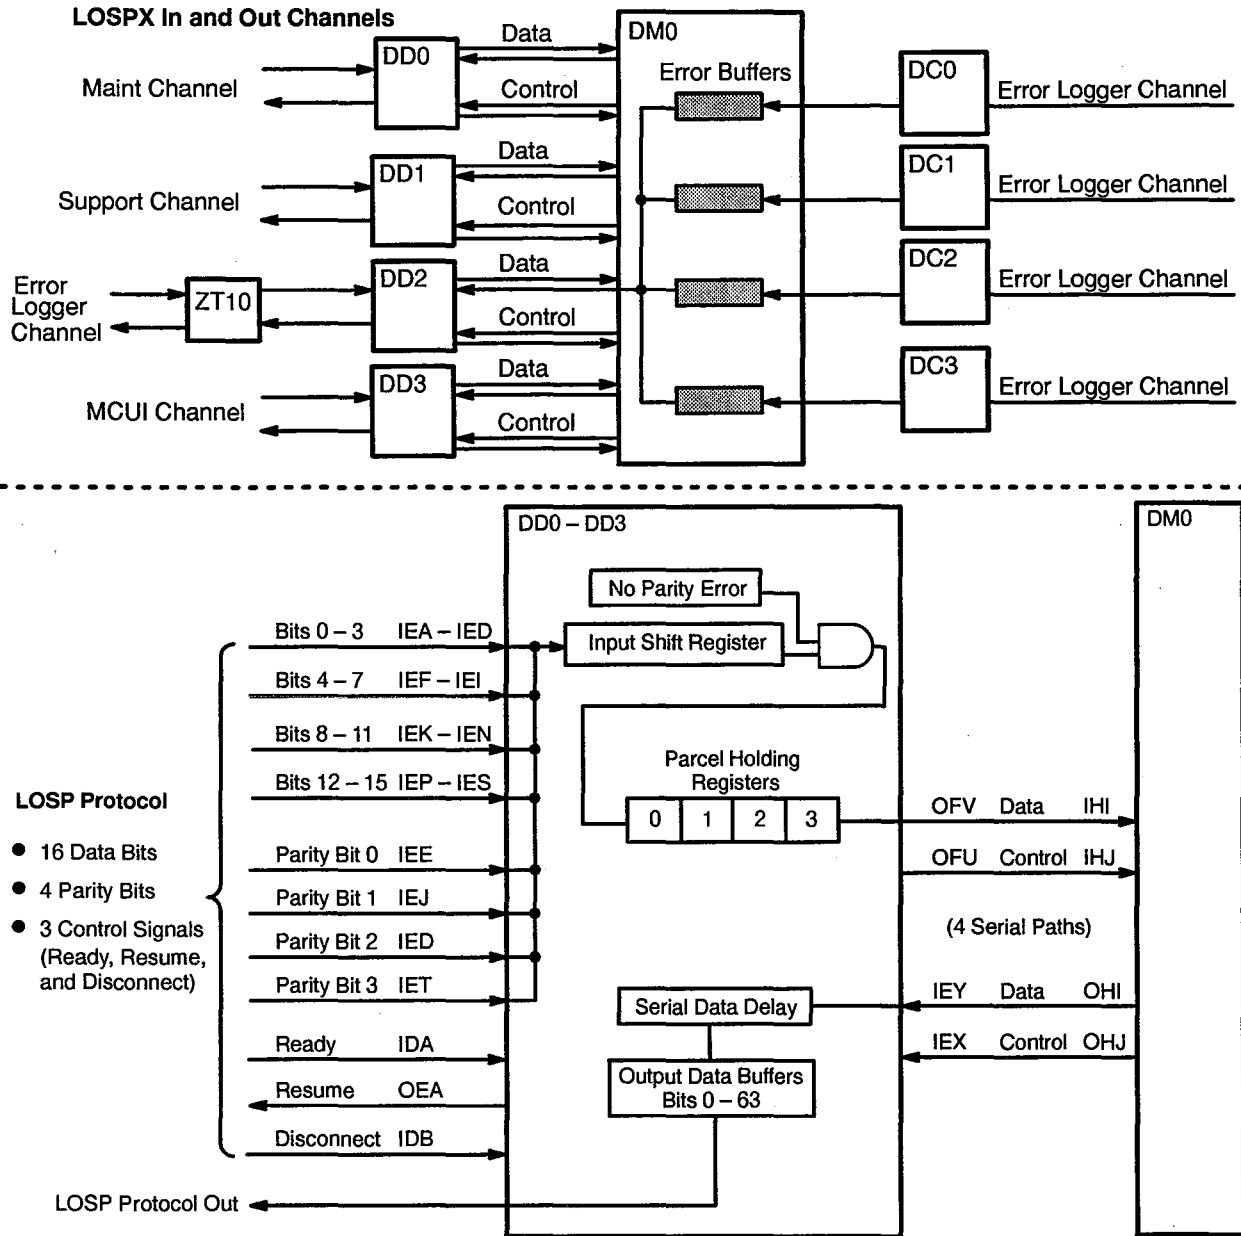 LOSPX In and Out Channels
Maint Channel
DD0
Data
Control
DM0
Error Buffers
DC0
Error Logger Channel
Support Channel
DD1
Data
Control
DC1
Error Logger Channel
Error
Logger
Channel
ZT10
DD2
Data
Control
DC2
Error Logger Channel
MCUI Channel
DD3
Data
Control
DC3
Error Logger Channel
DD0 – DD3
DM0
No Parity Error
Input Shift Register
Parcel Holding
Registers
0 1 2 3
Bits 0 – 3 IEA – IED
Bits 4 – 7 IEF – IEI
Bits 8 – 11 IEK – IEN
Bits 12 – 15 IEP – IES
Parity Bit 0 IEE
Parity Bit 1 IEJ
Parity Bit 2 IED
Parity Bit 3 IET
Ready IDA
Resume OEA
Disconnect IDB
LOSP Protocol
● 16 Data Bits
● 4 Parity Bits
● 3 Control Signals
(Ready, Resume,
and Disconnect)
OFV Data IHI
OFU Control IHJ
(4 Serial Paths)
IEY Data OHI
IEX Control OHJ
Serial Data Delay
Output Data Buffers
Bits 0 – 63
LOSP Protocol Out